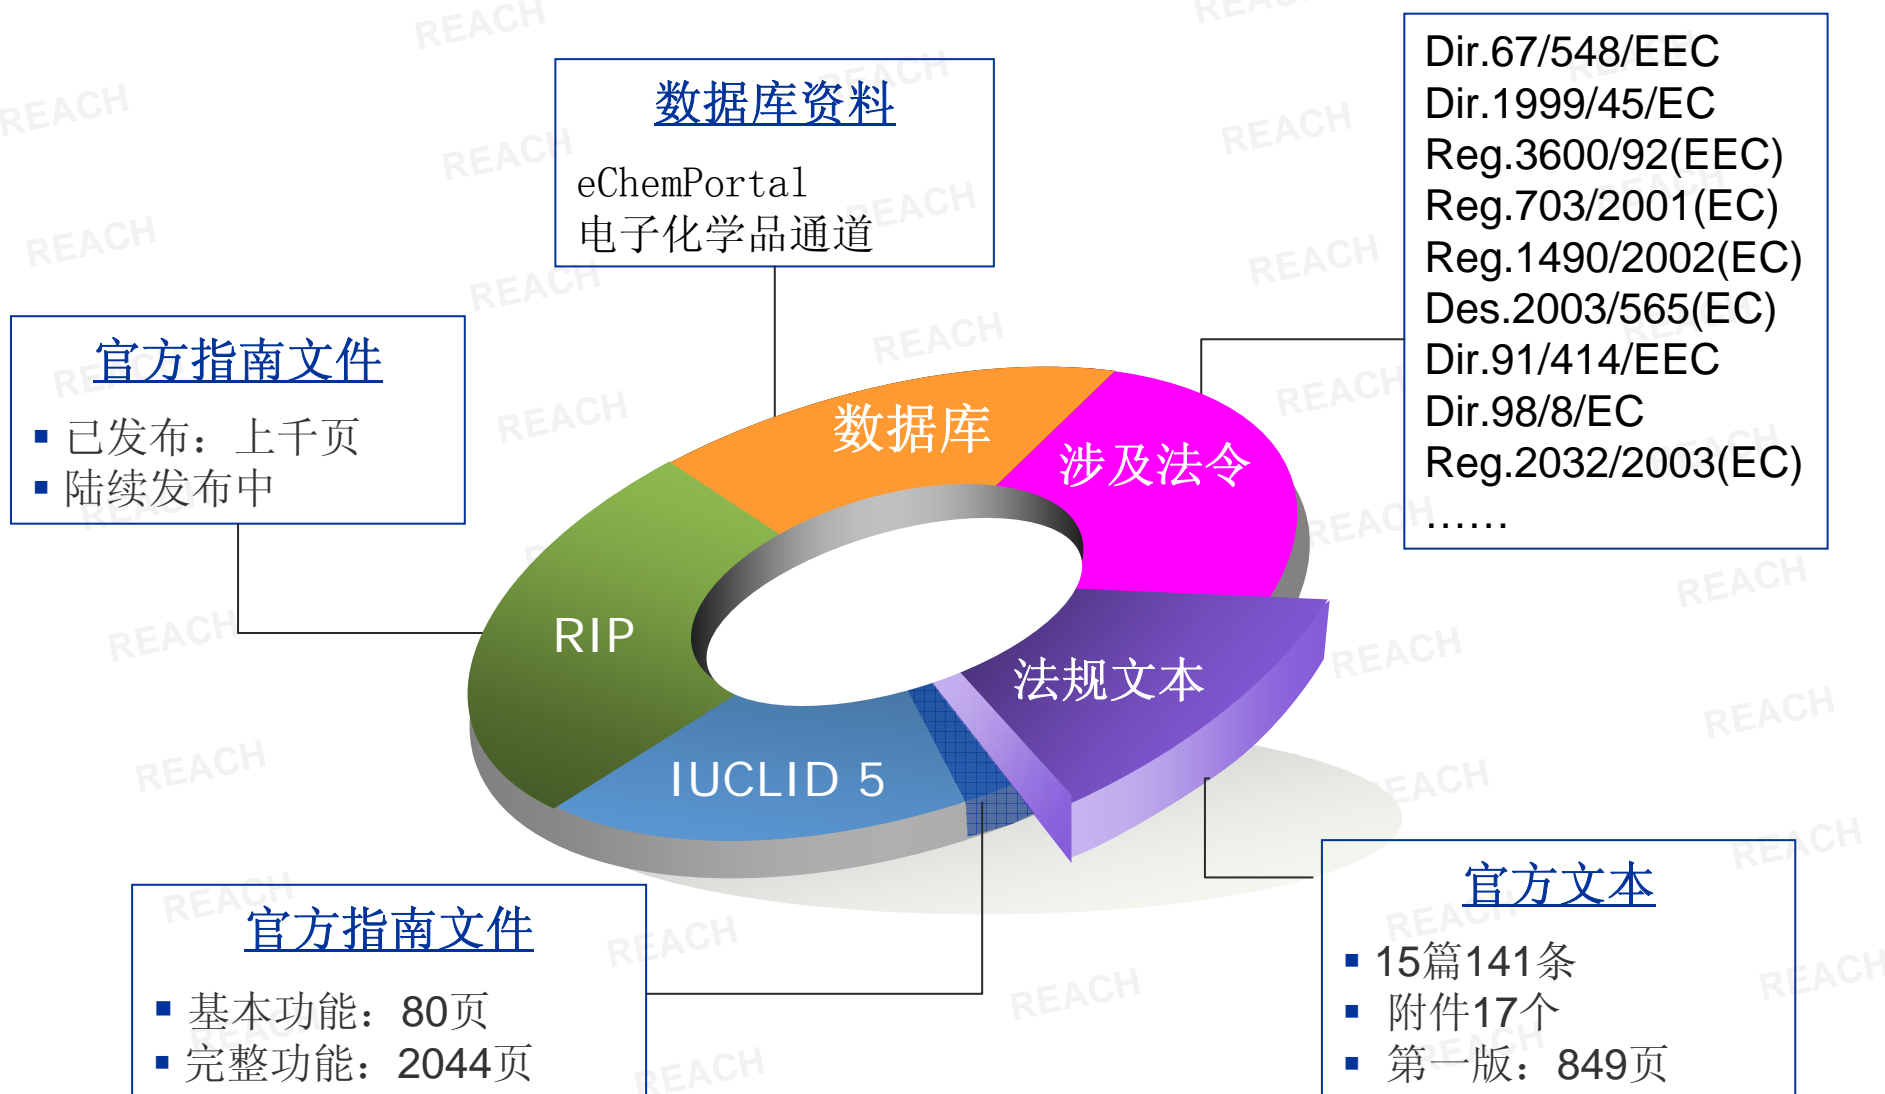 数据库资料
eChemPortal
电子化学品通道
Dir.67/548/EEC
Dir.1999/45/EC
Reg.3600/92(EEC)
Reg.703/2001(EC)
Reg.1490/2002(EC)
Des.2003/565(EC)
Dir.91/414/EEC
Dir.98/8/EC
Reg.2032/2003(EC)
……
官方指南文件
▪ 已发布：上千页
▪ 陆续发布中
数据库
涉及法令
RIP
法规文本
IUCLID 5
官方指南文件
▪ 基本功能：80页
▪ 完整功能：2044页
官方文本
▪ 15篇141条
▪ 附件17个
▪ 第一版：849页
REACH